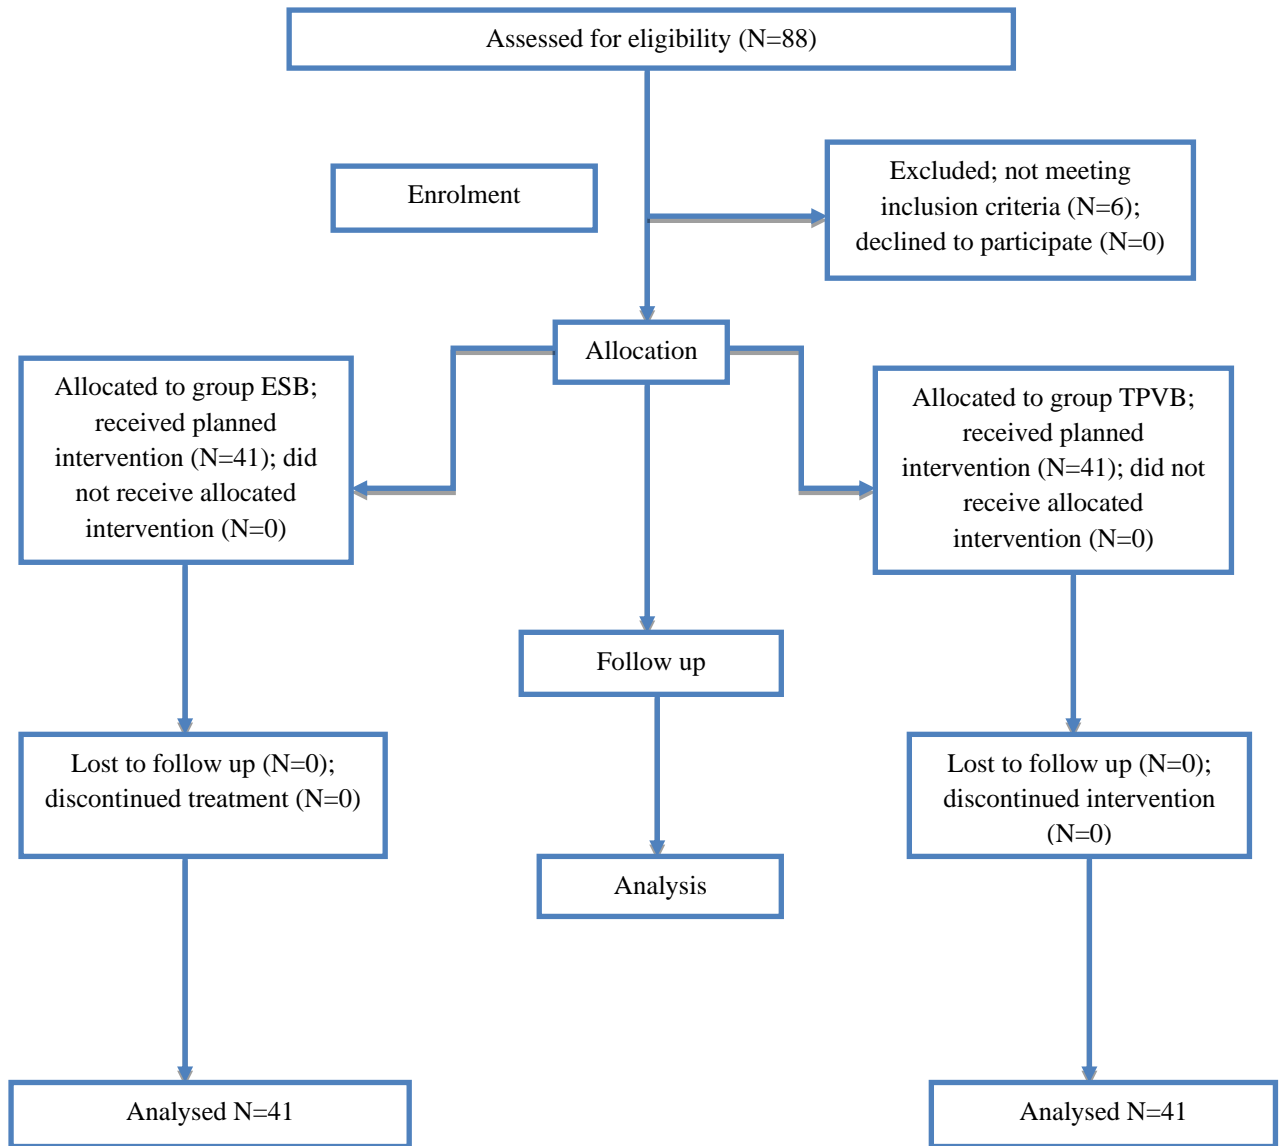 Assessed for eligibility (N=88)
Enrolment
Excluded; not meeting
inclusion criteria (N=6);
declined to participate (N=0)
Allocation
Allocated to group ESB;
received planned
intervention (N=41); did
not receive allocated
intervention (N=0)
Allocated to group TPVB;
received planned
intervention (N=41); did not
receive allocated
intervention (N=0)
Follow up
Lost to follow up (N=0);
discontinued treatment (N=0)
Lost to follow up (N=0);
discontinued intervention
(N=0)
Analysis
Analysed N=41
Analysed N=41